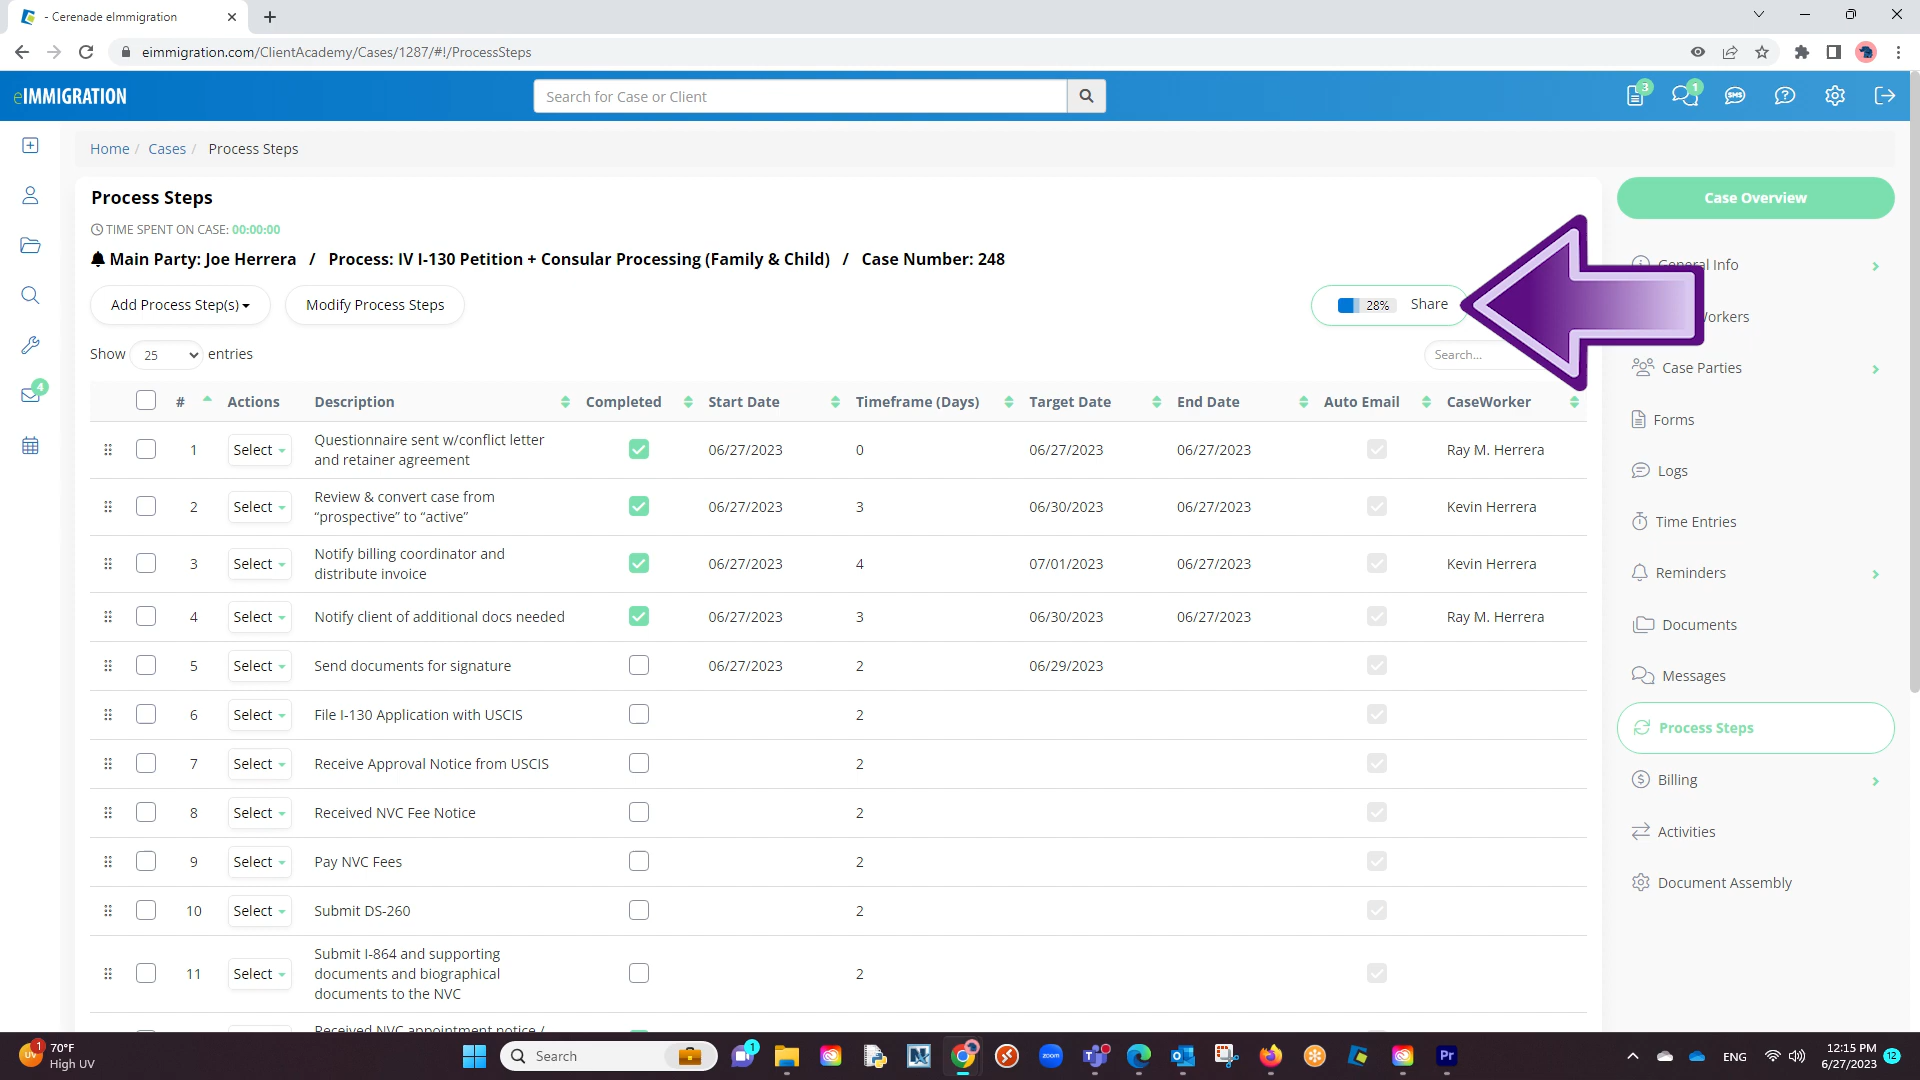 - Cerenade eImmigration
eimmigration.com/ClientAcademy/Cases/1287/#!/ProcessSteps
eIMMIGRATION
Search for Case or Client
3
1
SMS
Home / Cases / Process Steps
Process Steps
TIME SPENT ON CASE: 00:00:00
Main Party: Joe Herrera / Process: IV I-130 Petition + Consular Processing (Family & Child) / Case Number: 248
Add Process Step(s)
Modify Process Steps
28% Share
Show 25 entries
Search...
# Actions Description Completed Start Date Timeframe (Days) Target Date End Date Auto Email CaseWorker
1 Select Questionnaire sent w/conflict letter 06/27/2023 0 06/27/2023 06/27/2023 Ray M. Herrera
and retainer agreement
2 Select Review & convert case from 06/27/2023 3 06/30/2023 06/27/2023 Kevin Herrera
“prospective” to “active”
3 Select Notify billing coordinator and 06/27/2023 4 07/01/2023 06/27/2023 Kevin Herrera
distribute invoice
4 Select Notify client of additional docs needed 06/27/2023 3 06/30/2023 06/27/2023 Ray M. Herrera
5 Select Send documents for signature 06/27/2023 2 06/29/2023
6 Select File I-130 Application with USCIS 2
7 Select Receive Approval Notice from USCIS 2
8 Select Received NVC Fee Notice 2
9 Select Pay NVC Fees 2
10 Select Submit DS-260 2
11 Select Submit I-864 and supporting 2
documents and biographical
documents to the NVC
Received NVC appointment notice /
4
Case Overview
General Info
Case Parties
Forms
Logs
Time Entries
Reminders
Documents
Messages
Process Steps
Billing
Activities
Document Assembly
1
UV
70°F
High UV
Search
1
zoom
Pr
ENG
12:15 PM
6/27/2023
12